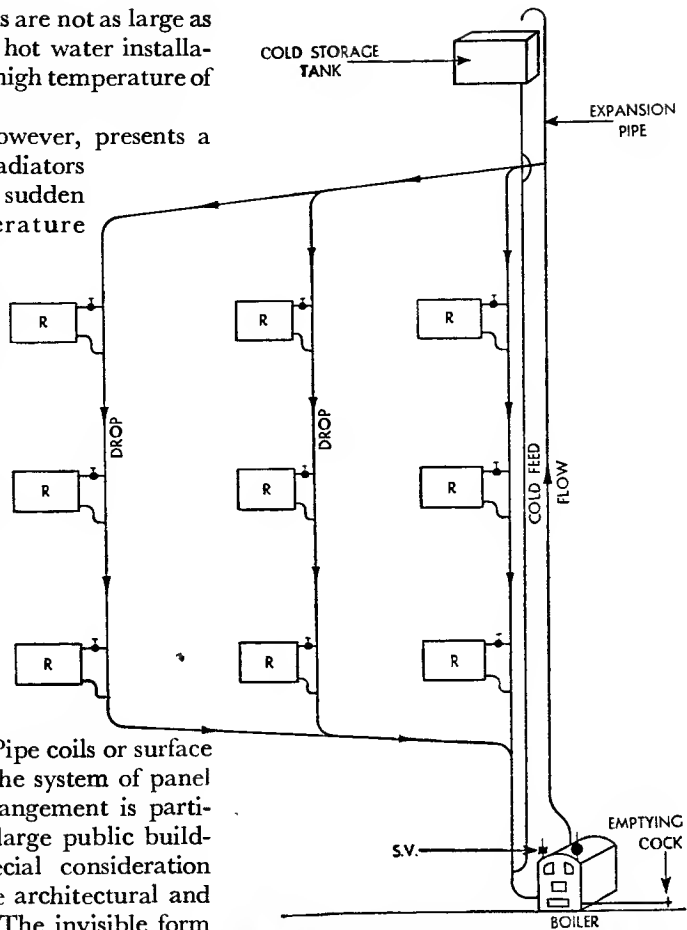 s are not as large as
hot water installa-
high temperature of
owever, presents a
adiators
sudden
erature
COLD STORAGE
TANK
EXPANSION
PIPE
R
R
R
DROP
DROP
R
R
R
COLD FEED
FLOW
R
R
R
Pipe coils or surface
he system of panel
angement is parti-
large public build-
ecial consideration
e architectural and
The invisible form
S.V.
EMPTYING
COCK
BOILER